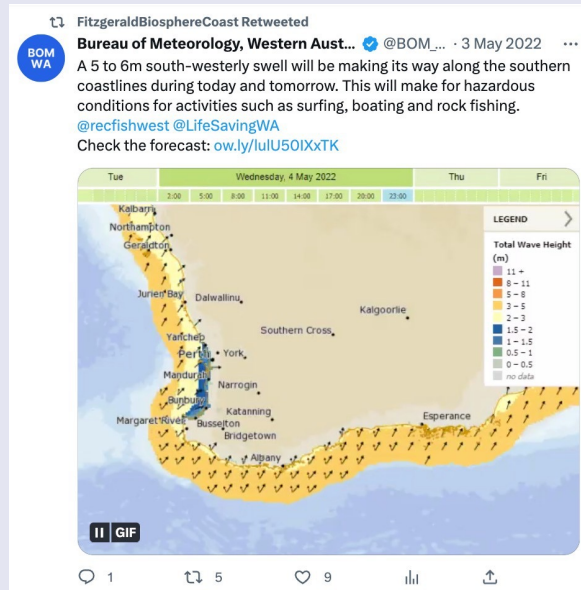 FitzgeraldBiosphereCoast Retweeted
BOM
WA
Bureau of Meteorology, Western Aust... @BOM_... · 3 May 2022 ···
A 5 to 6m south-westerly swell will be making its way along the southern
coastlines during today and tomorrow. This will make for hazardous
conditions for activities such as surfing, boating and rock fishing.
@recfishwest @LifeSavingWA
Check the forecast: ow.ly/IulU50IXxTK
Tue Wednesday, 4 May 2022 Thu Fri
2:00 5:00 8:00 11:00 14:00 17:00 20:00 23:00
LEGEND
Total Wave Height
(m)
11 +
8 - 11
5 - 8
3 - 5
2 - 3
1.5 - 2
1 - 1.5
0.5 - 1
0 - 0.5
no data
Kalbarri
Northampton
Geraldton
Jurien Bay Dalwallinu
Kalgoorlie
Southern Cross
Yanchep
Perth York
Mandurah
Narrogin
Bunbury
Katanning
Margaret River Busselton
Esperance
Bridgetown
Albany
GIF
1 5 9